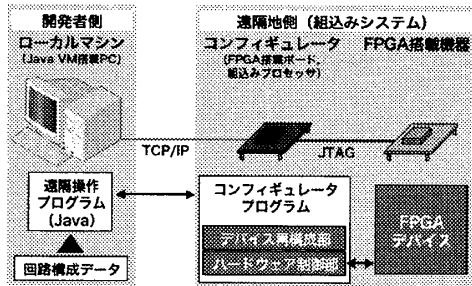 開発者側
ローカルマシン
(Java VM搭載PC)
遠隔地側（組込みシステム）
コンフィギュレータ
FPGA搭載機器
(FPGA搭載ボード,
組込みプロセッサ)
TCP/IP
JTAG
遠隔操作
プログラム
(Java)
回路構成データ
コンフィギュレータ
プログラム
デバイス再構成部
ハードウェア制御部
FPGA
デバイス